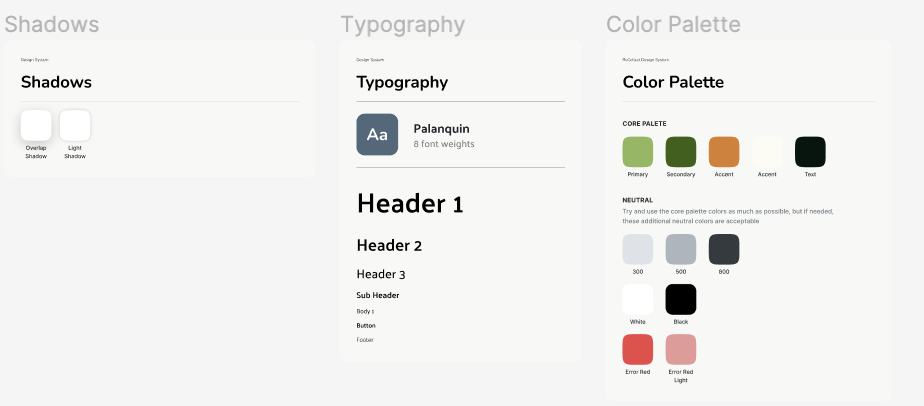 Shadows
Design System
Shadows
Overlap
Shadow
Light
Shadow
Typography
Design System
Typography
Aa
Palanquin
8 font weights
Header 1
Header 2
Header 3
Sub Header
Body 1
Button
Footer
Color Palette
Color Palette
CORE PALETE
Primary
Secondary
Accent
Accent
Text
NEUTRAL
Try and use the core palette colors as much as possible, but if needed,
these additional neutral colors are acceptable
300
500
800
White
Black
Error Red
Error Red
Light